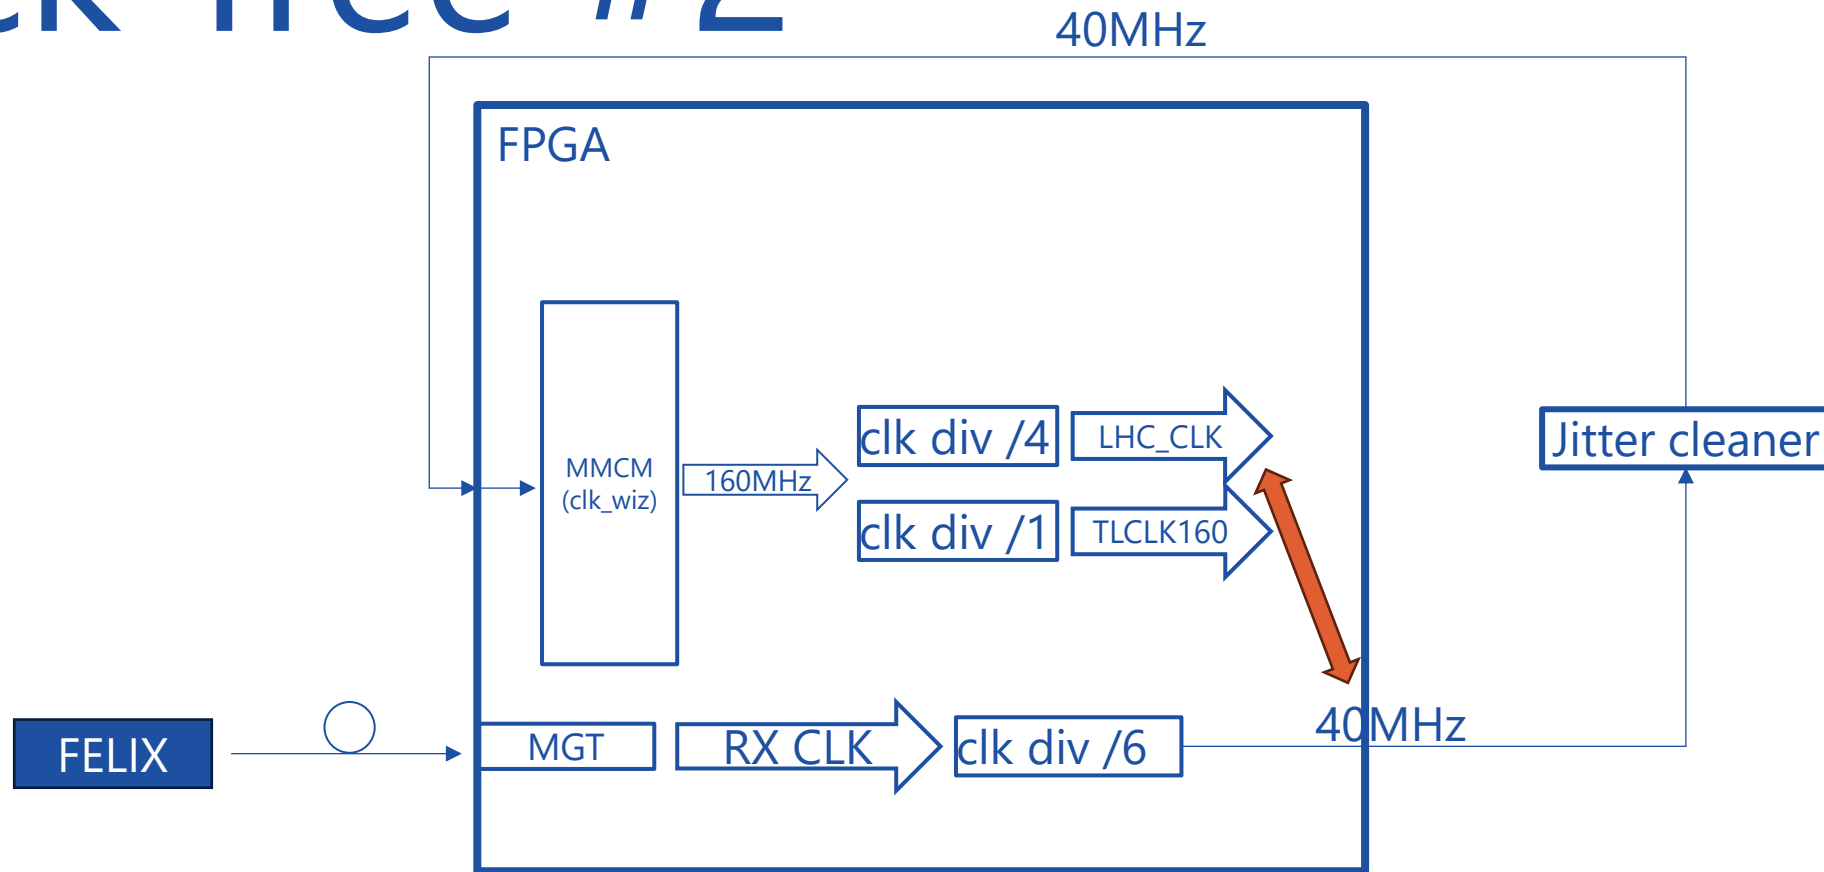 40MHz
FPGA
MMCM
(clk_wiz)
160MHz
clk div /4
LHC_CLK
clk div /1
TLCLK160
Jitter cleaner
FELIX
MGT
RX CLK
clk div /6
40MHz